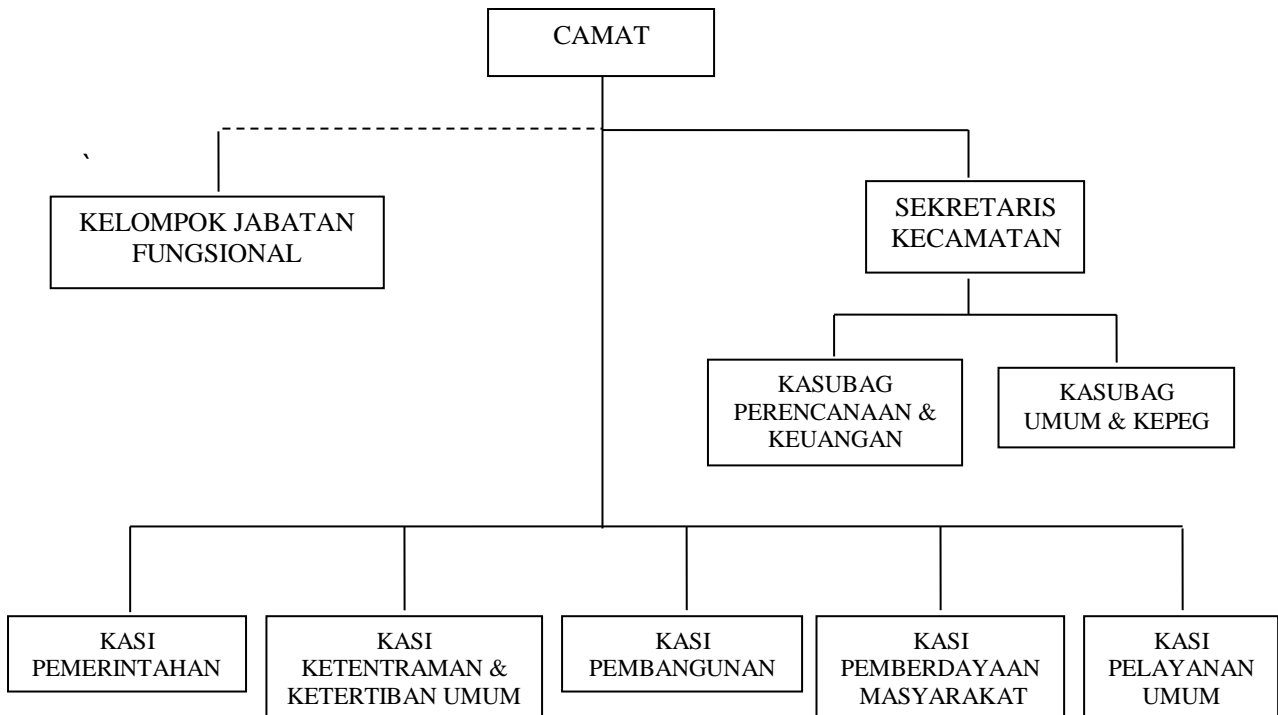 CAMAT
`
KELOMPOK JABATAN
FUNGSIONAL
SEKRETARIS
KECAMATAN
KASUBAG
PERENCANAAN &
KEUANGAN
KASUBAG
UMUM & KEPEG
KASI
PEMERINTAHAN
KASI
KETENTRAMAN &
KETERTIBAN UMUM
KASI
PEMBANGUNAN
KASI
PEMBERDAYAAN
MASYARAKAT
KASI
PELAYANAN
UMUM